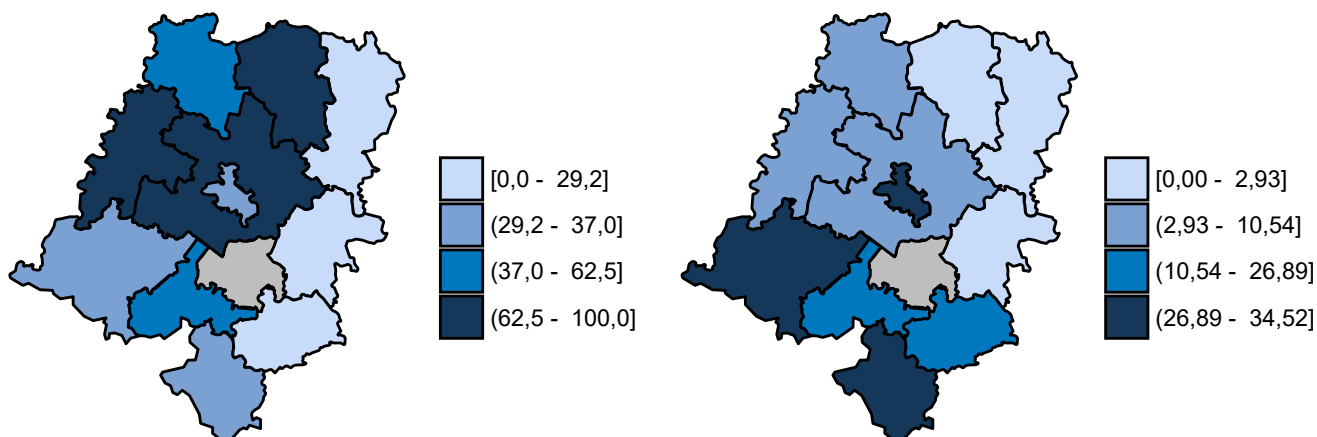 [0,0 - 29,2]
(29,2 - 37,0]
(37,0 - 62,5]
(62,5 - 100,0]
[0,00 - 2,93]
(2,93 - 10,54]
(10,54 - 26,89]
(26,89 - 34,52]